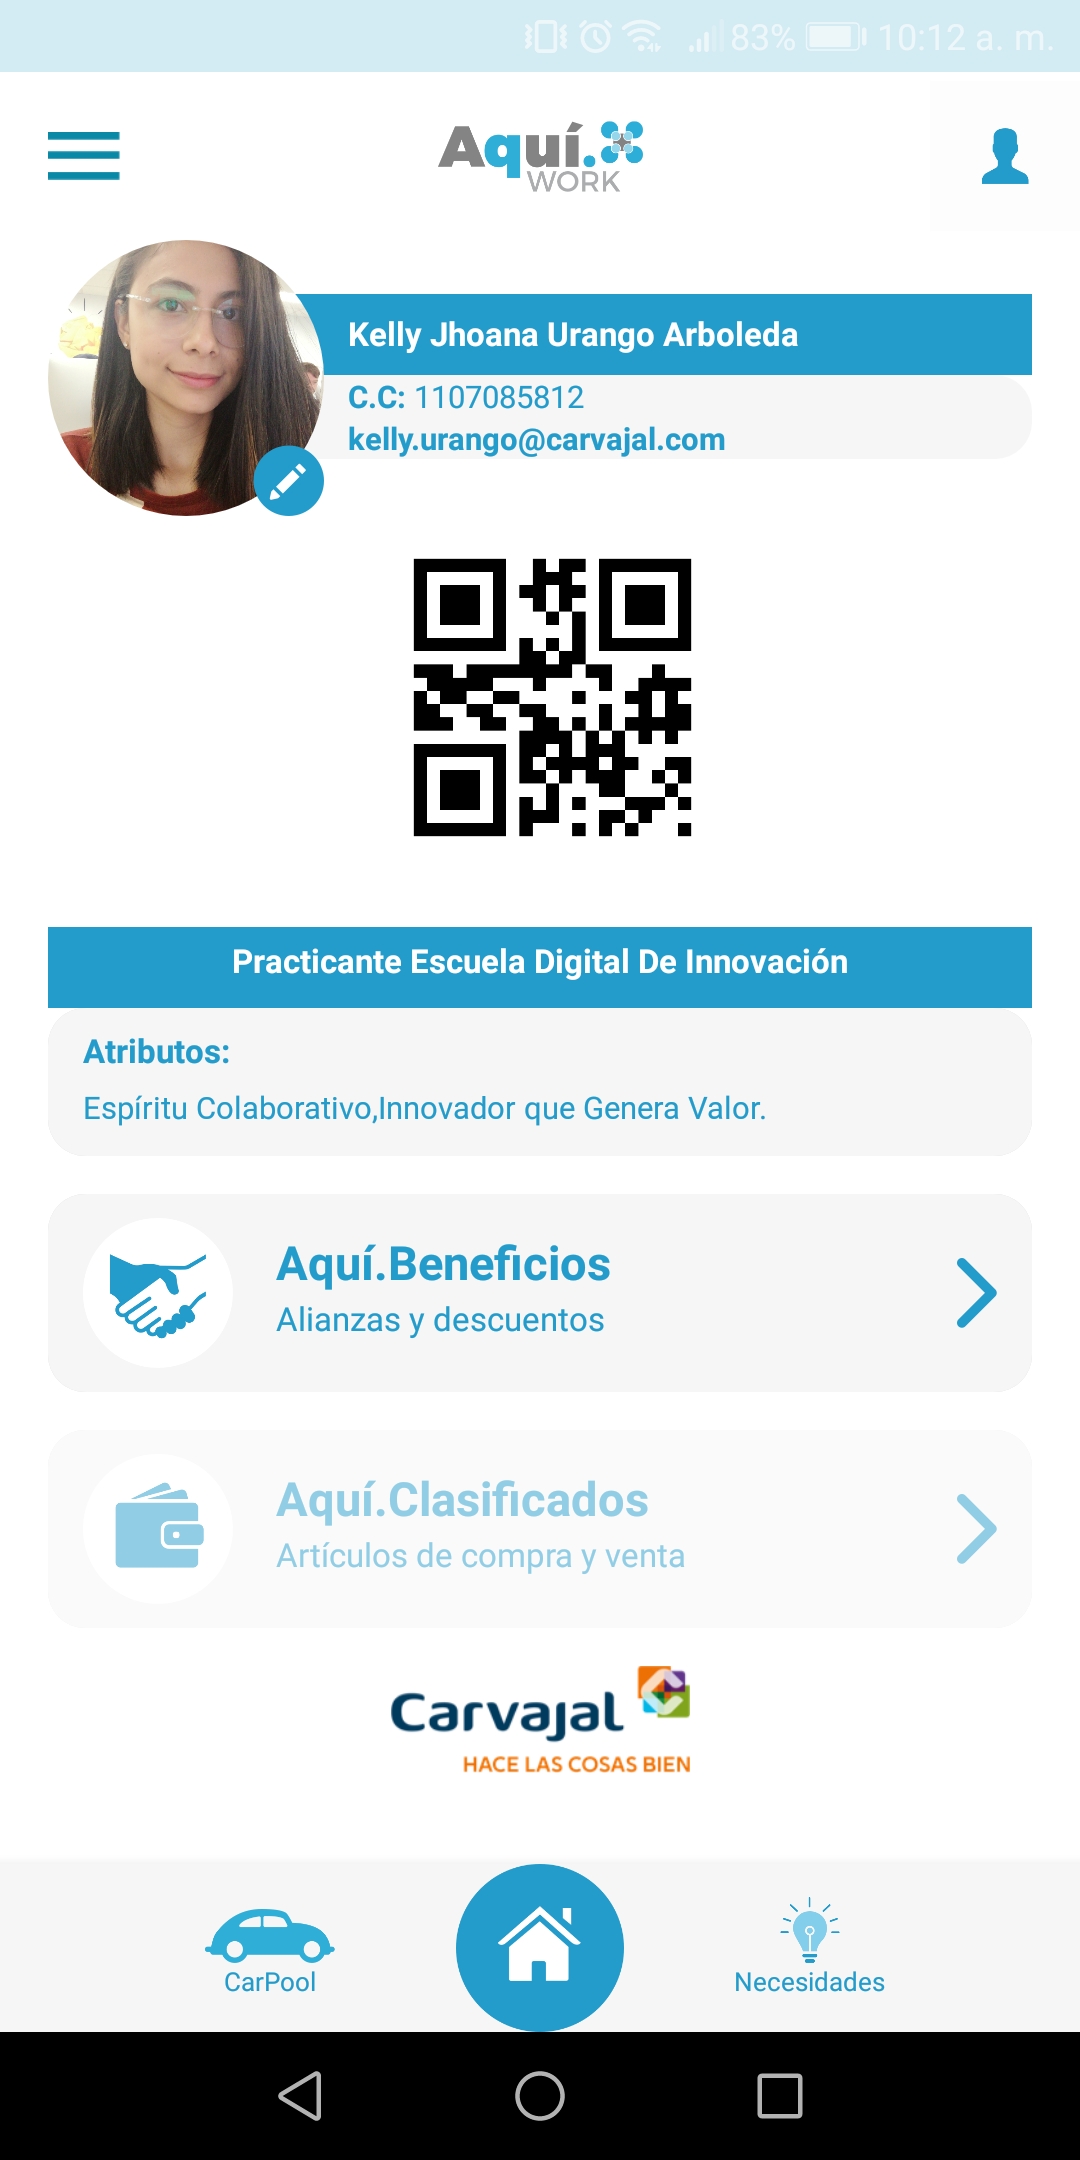 83% 10:12 a. m.
Aquí.
WORK
Kelly Jhoana Urango Arboleda
C.C: 1107085812
kelly.urango@carvajal.com
Practicante Escuela Digital De Innovación
Atributos:
Espíritu Colaborativo,Innovador que Genera Valor.
Aquí.Beneficios
Alianzas y descuentos
Aquí.Clasificados
Artículos de compra y venta
Carvajal
HACE LAS COSAS BIEN
CarPool
Necesidades